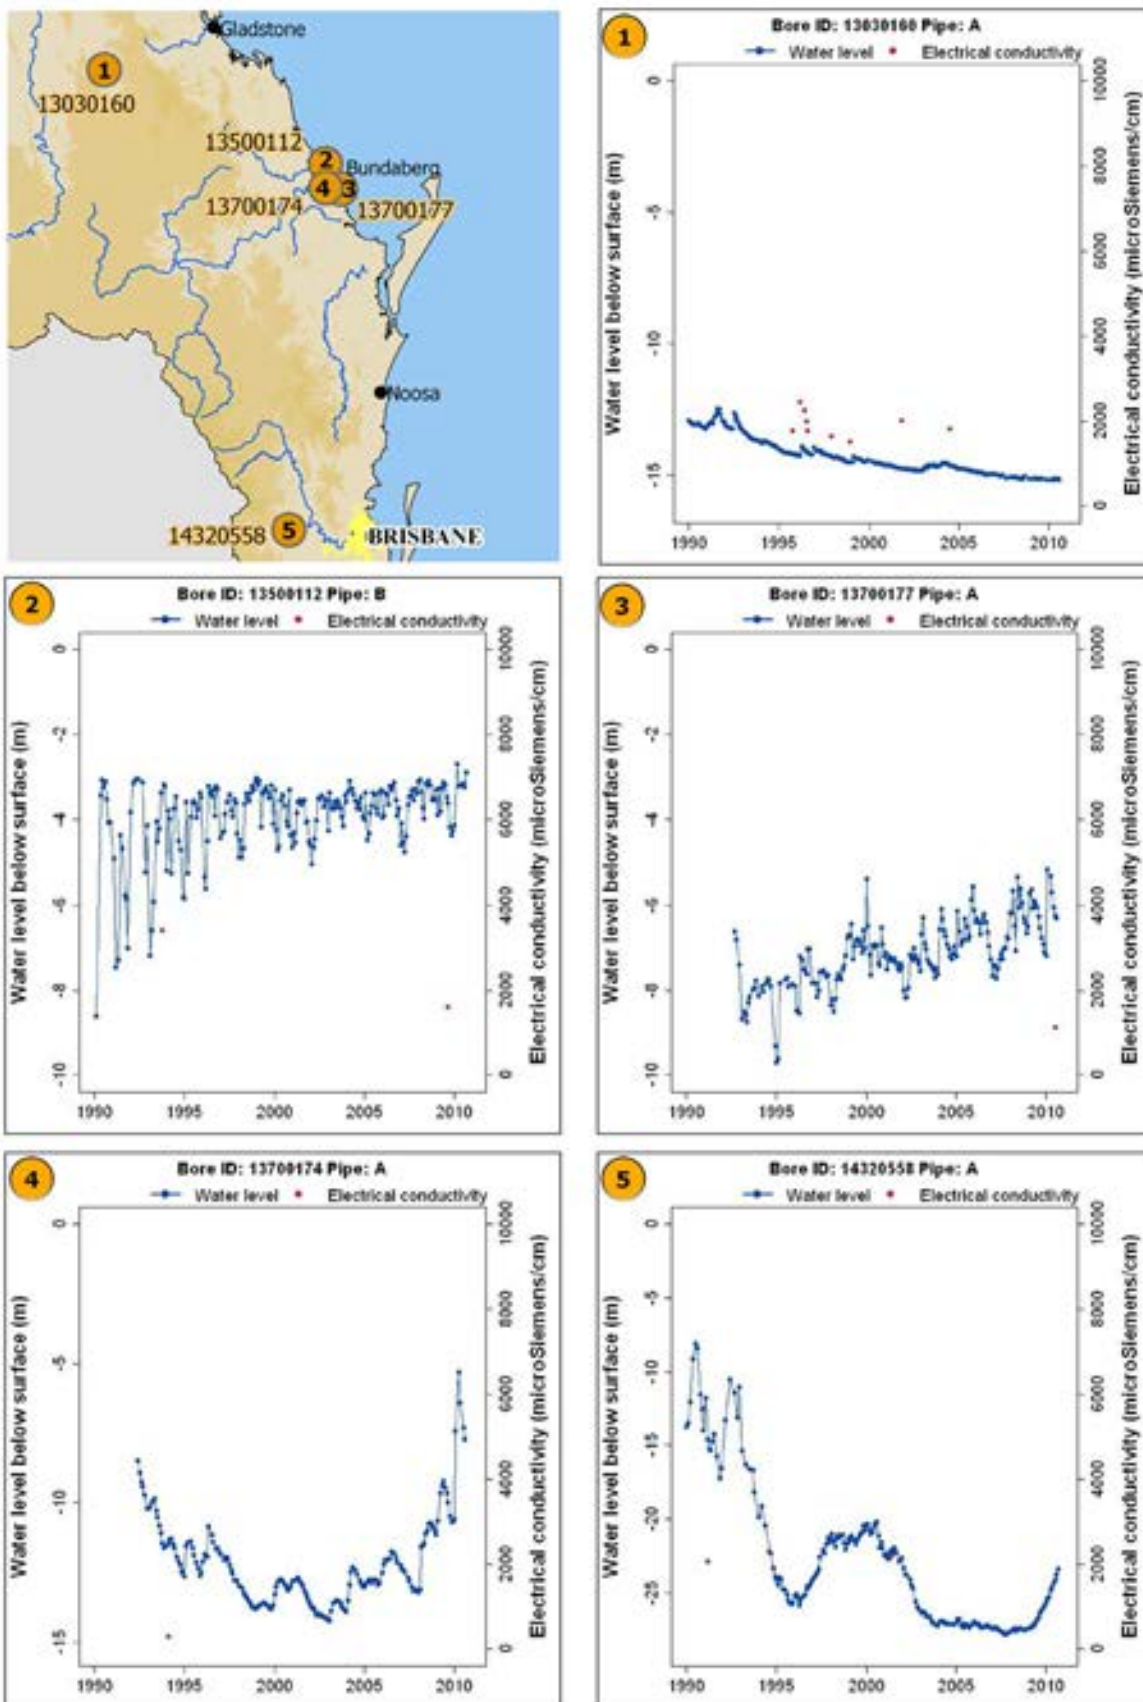 Gladstone
1
13030160
13500112
2
Bundaberg
4
3
13700174
13700177
Noosa
14320558
5
BRISBANE
1
Bore ID: 13030160 Pipe: A
Water level
Electrical conductivity
Water level below surface (m)
0
-5
-10
-15
Electrical conductivity (microSiemens/cm)
10000
8000
6000
4000
2000
0
1990 1995 2000 2005 2010
2
Bore ID: 13500112 Pipe: B
Water level
Electrical conductivity
Water level below surface (m)
0
-2
-4
-6
-8
-10
Electrical conductivity (microSiemens/cm)
10000
8000
6000
4000
2000
0
1990 1995 2000 2005 2010
3
Bore ID: 13700177 Pipe: A
Water level
Electrical conductivity
Water level below surface (m)
0
-2
-4
-6
-8
-10
Electrical conductivity (microSiemens/cm)
10000
8000
6000
4000
2000
0
1990 1995 2000 2005 2010
4
Bore ID: 13700174 Pipe: A
Water level
Electrical conductivity
Water level below surface (m)
0
-5
-10
-15
Electrical conductivity (microSiemens/cm)
10000
8000
6000
4000
2000
0
1990 1995 2000 2005 2010
5
Bore ID: 14320558 Pipe: A
Water level
Electrical conductivity
Water level below surface (m)
0
-5
-10
-15
-20
-25
Electrical conductivity (microSiemens/cm)
10000
8000
6000
4000
2000
0
1990 1995 2000 2005 2010